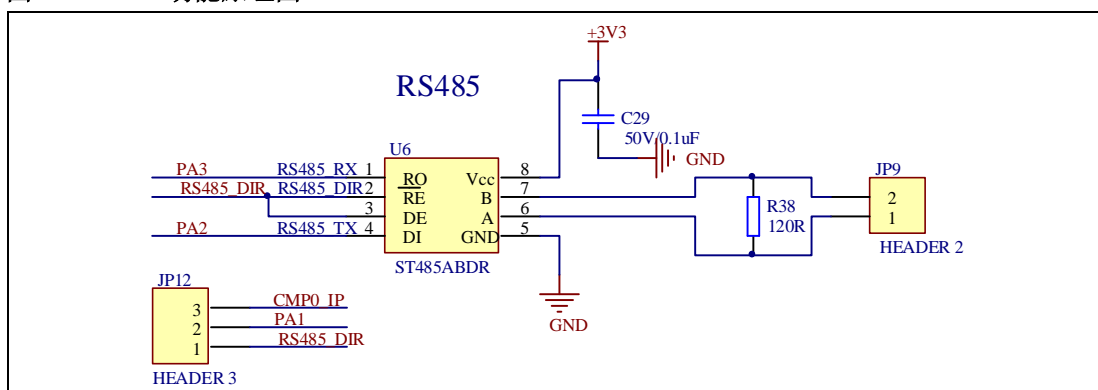 +3V3
RS485
C29
50V/0.1uF
GND
U6
PA3 RS485_RX 1 RO Vcc 8
RS485_DIR RS485_DIR 2 RE B 7
3 DE A 6
PA2 RS485_TX 4 DI GND 5
ST485ABDR
R38
120R
JP9
2
1
HEADER 2
GND
JP12
3 CMP0_IP
2 PA1
1 RS485_DIR
HEADER 3